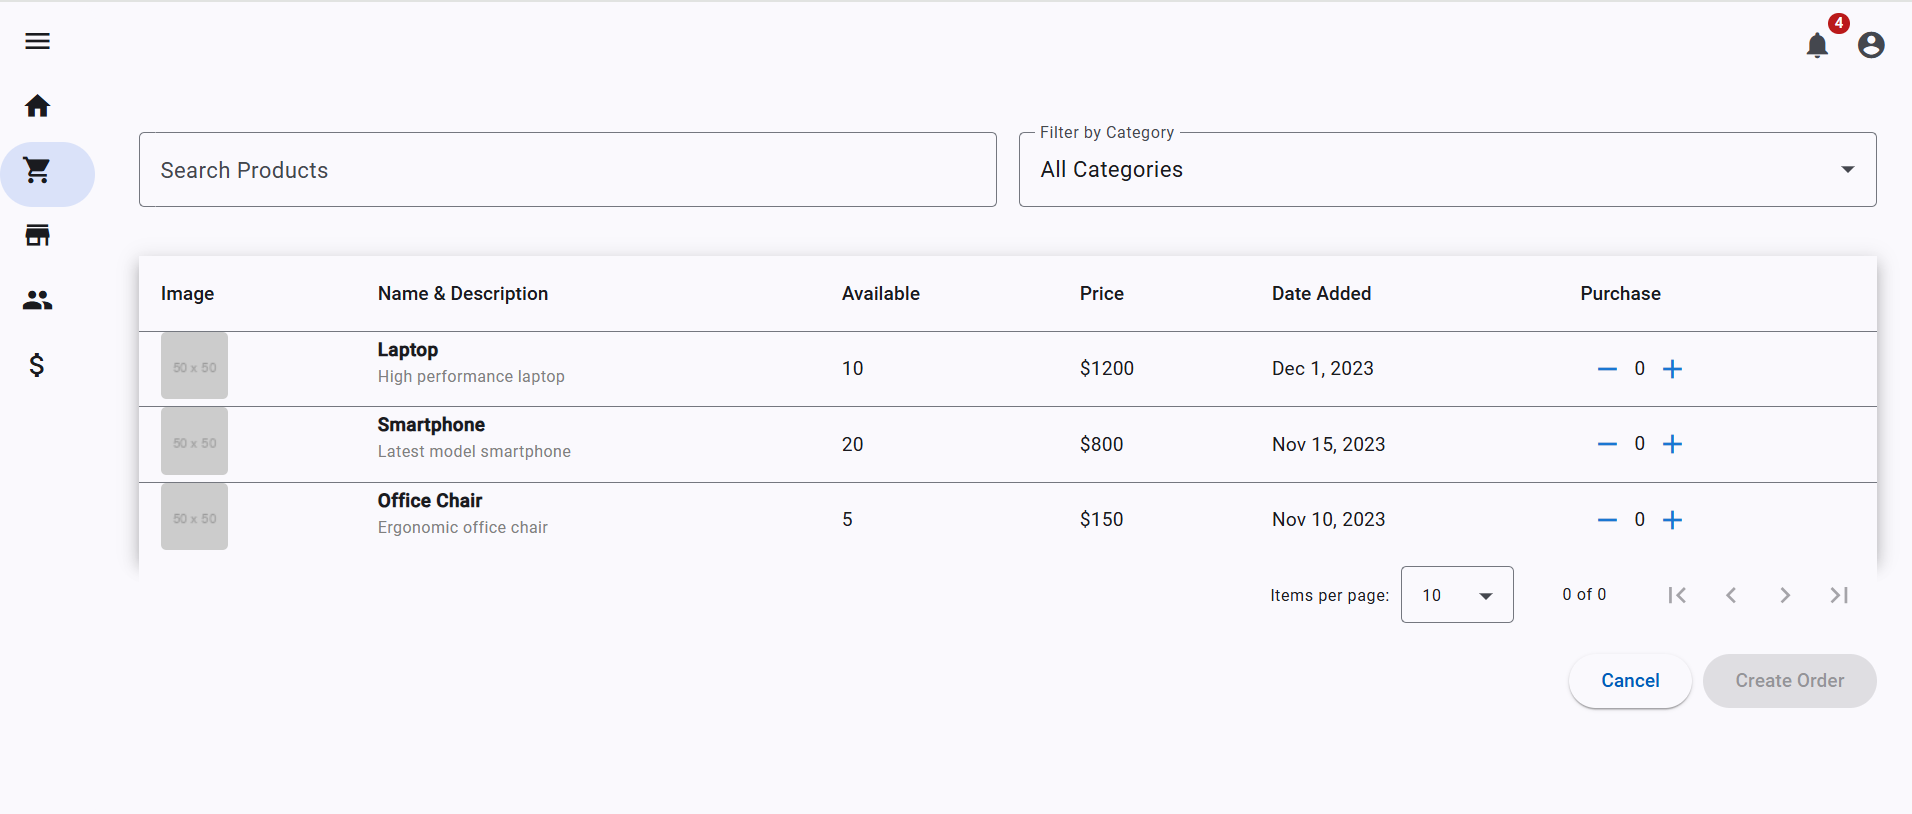 4
Filter by Category
Search Products
All Categories
Image Name & Description Available Price Date Added Purchase
50 x 50 Laptop 10 $1200 Dec 1, 2023 0
High performance laptop
50 x 50 Smartphone 20 $800 Nov 15, 2023 0
Latest model smartphone
50 x 50 Office Chair 5 $150 Nov 10, 2023 0
Ergonomic office chair
Items per page: 10 0 of 0
Cancel Create Order